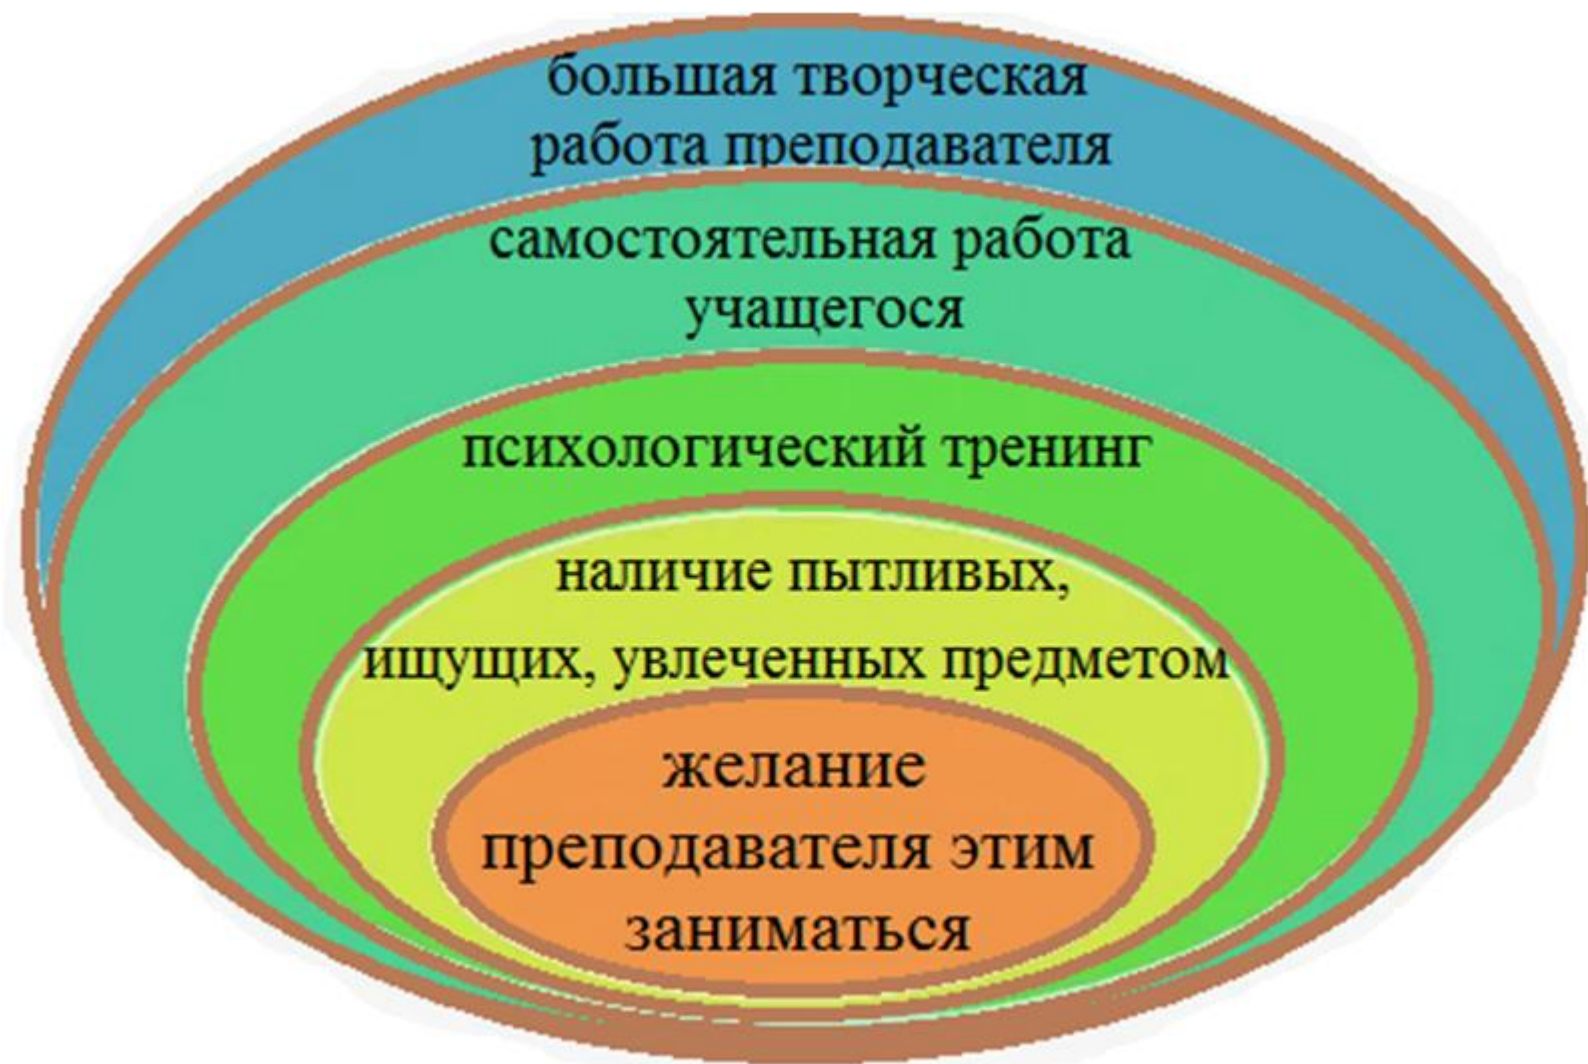 большая творческая
работа преподавателя
самостоятельная работа
учащегося
психологический тренинг
наличие пытливых,
ищущих, увлеченных предметом
желание
преподавателя этим
заниматься